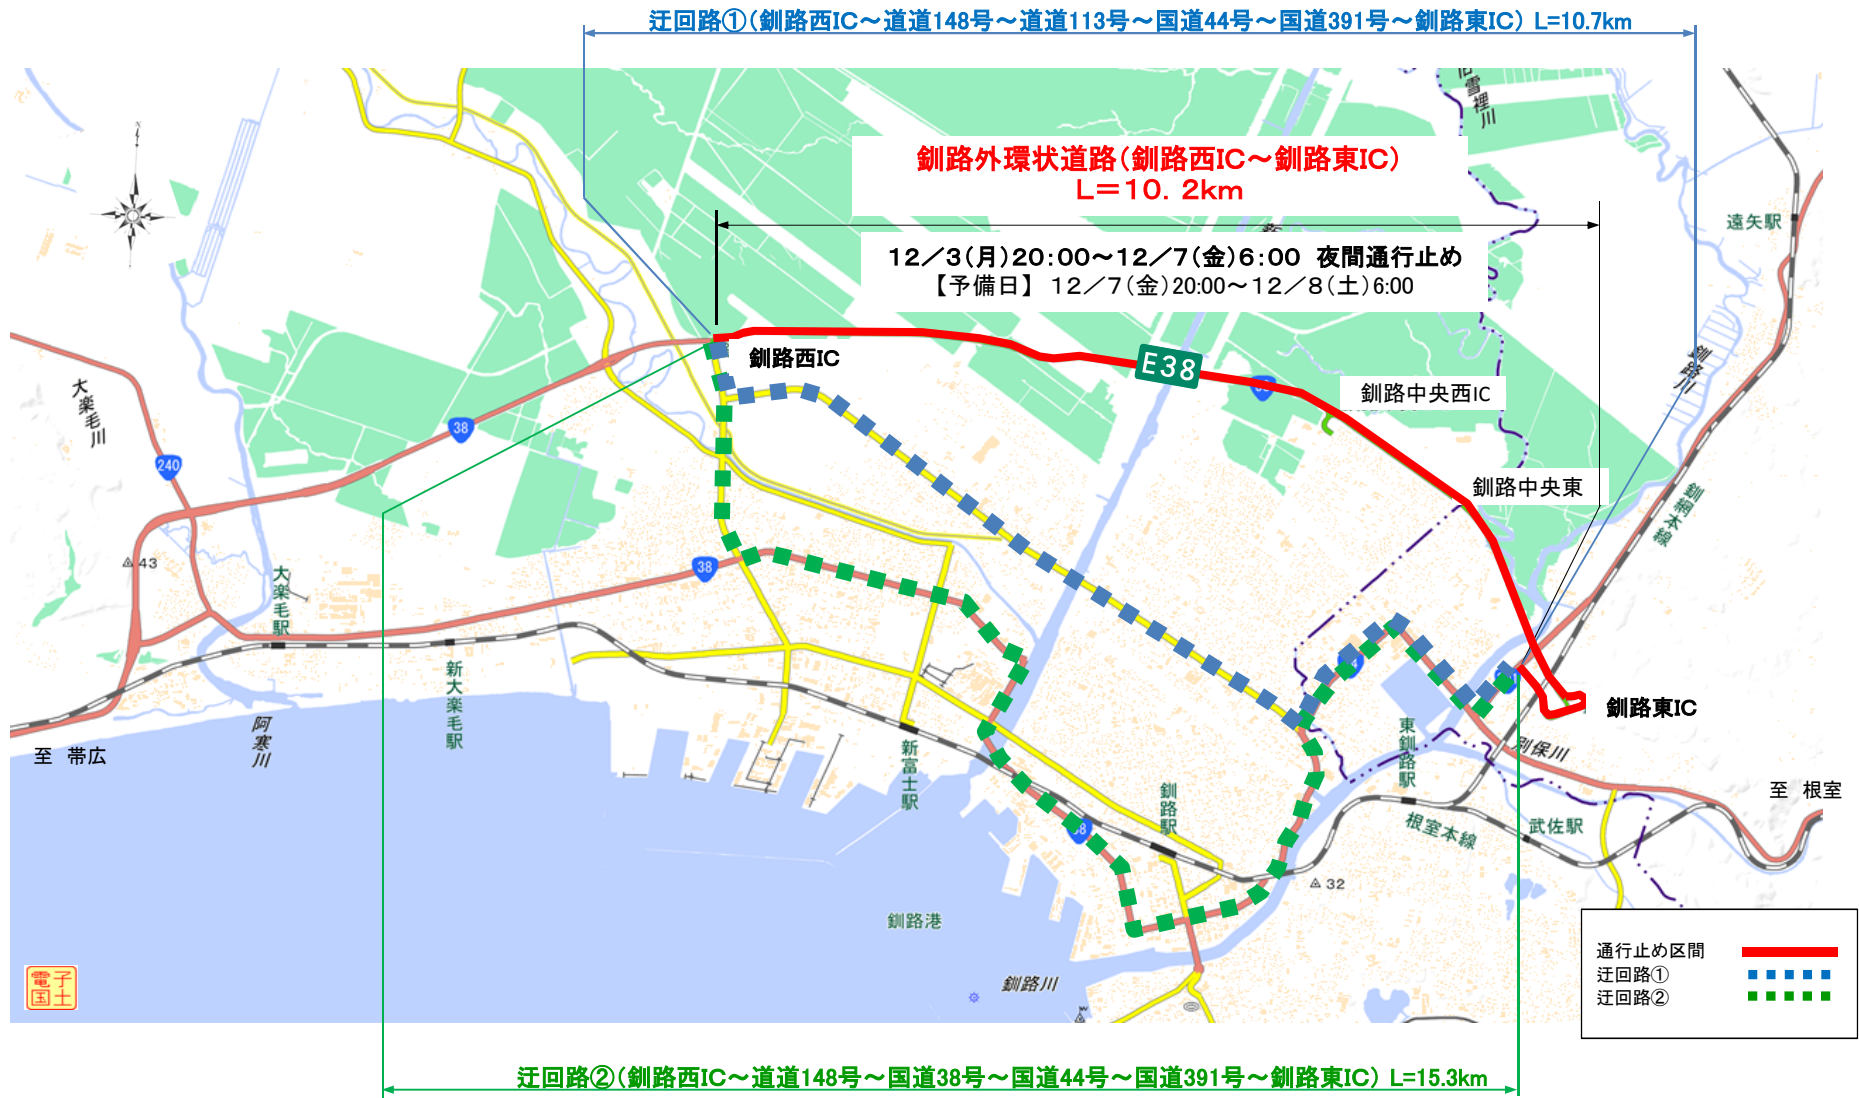 迂回路①(釧路西IC～道道148号～道道113号～国道44号～国道391号～釧路東IC) L=10.7km
旧雪裡川
釧路外環状道路(釧路西IC～釧路東IC)
L=10.2km
遠矢駅
12／3(月)20:00～12／7(金)6:00 夜間通行止め
【予備日】 12／7(金)20:00～12／8(土)6:00
釧路西IC
E38
釧路川
釧路中央西IC
大楽毛川
38
240
釧路中央東
釧網本線
43
38
大楽毛駅
新大楽毛駅
釧路東IC
阿寒川
至 帯広
新富士駅
東釧路駅
別保川
釧路駅
至 根室
根室本線
武佐駅
32
釧路港
釧路川
通行止め区間
迂回路①
迂回路②
電子国土
迂回路②(釧路西IC～道道148号～国道38号～国道44号～国道391号～釧路東IC) L=15.3km